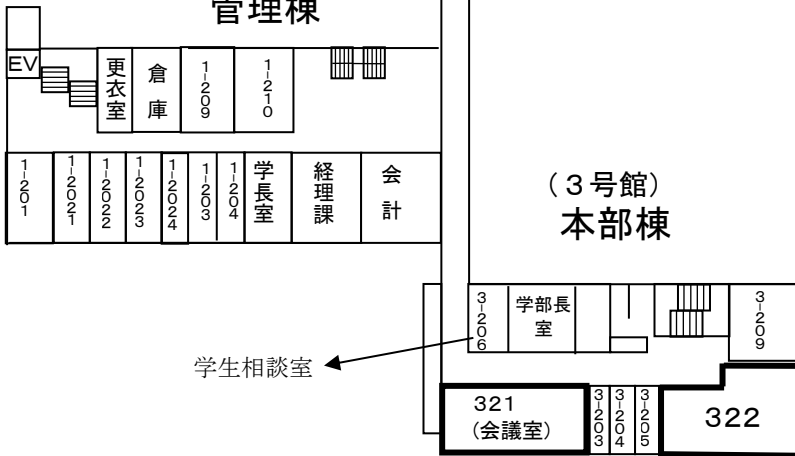 管理棟
EV
更衣室
倉庫
1-209
1-210
1-201
1-2021
1-2022
1-2023
1-2024
1-203
1-204
学長室
経理課
会計
(3号館)
本部棟
3-206
学部長
室
3-209
学生相談室
321
(会議室)
3-203
3-204
3-205
322